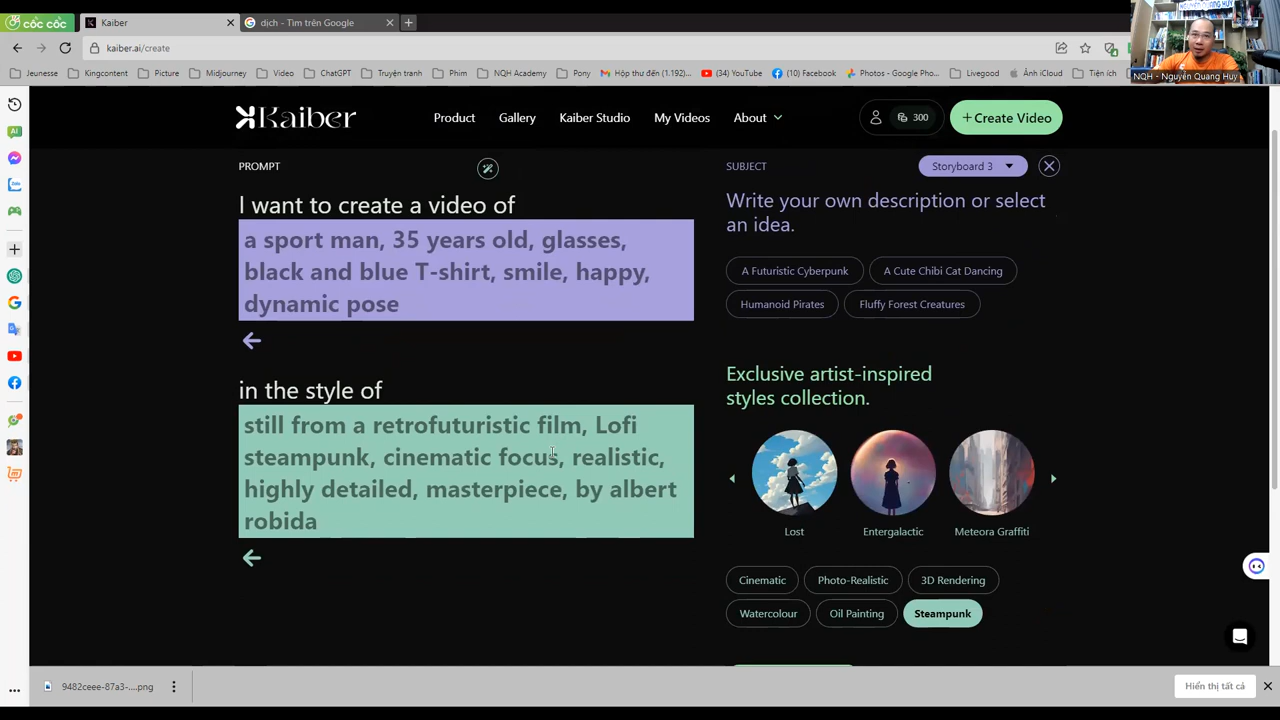 cốc cốc
Kaiber
dịch - Tìm trên Google
kaiber.ai/create
Jeunesse
Kingcontent
Picture
Midjourney
Video
ChatGPT
Truyện tranh
Phim
NQH Academy
Pony
Hộp thư đến (1.192)...
(34) YouTube
(10) Facebook
Photos - Google Pho...
Livegood
Ảnh iCloud
Tiện ích
NGUYỄN QUANG HUY
NQH - Nguyễn Quang Huy
Kaiber
Product
Gallery
Kaiber Studio
My Videos
About
300
+ Create Video
PROMPT
I want to create a video of
a sport man, 35 years old, glasses,
black and blue T-shirt, smile, happy,
dynamic pose
in the style of
still from a retrofuturistic film, Lofi
steampunk, cinematic focus, realistic,
highly detailed, masterpiece, by albert
robida
SUBJECT
Storyboard 3
Write your own description or select
an idea.
A Futuristic Cyberpunk
A Cute Chibi Cat Dancing
Humanoid Pirates
Fluffy Forest Creatures
Exclusive artist-inspired
styles collection.
Lost
Entergalactic
Meteora Graffiti
Cinematic
Photo-Realistic
3D Rendering
Watercolour
Oil Painting
Steampunk
AI
Zalo
9482ceee-87a3-....png
Hiển thị tất cả